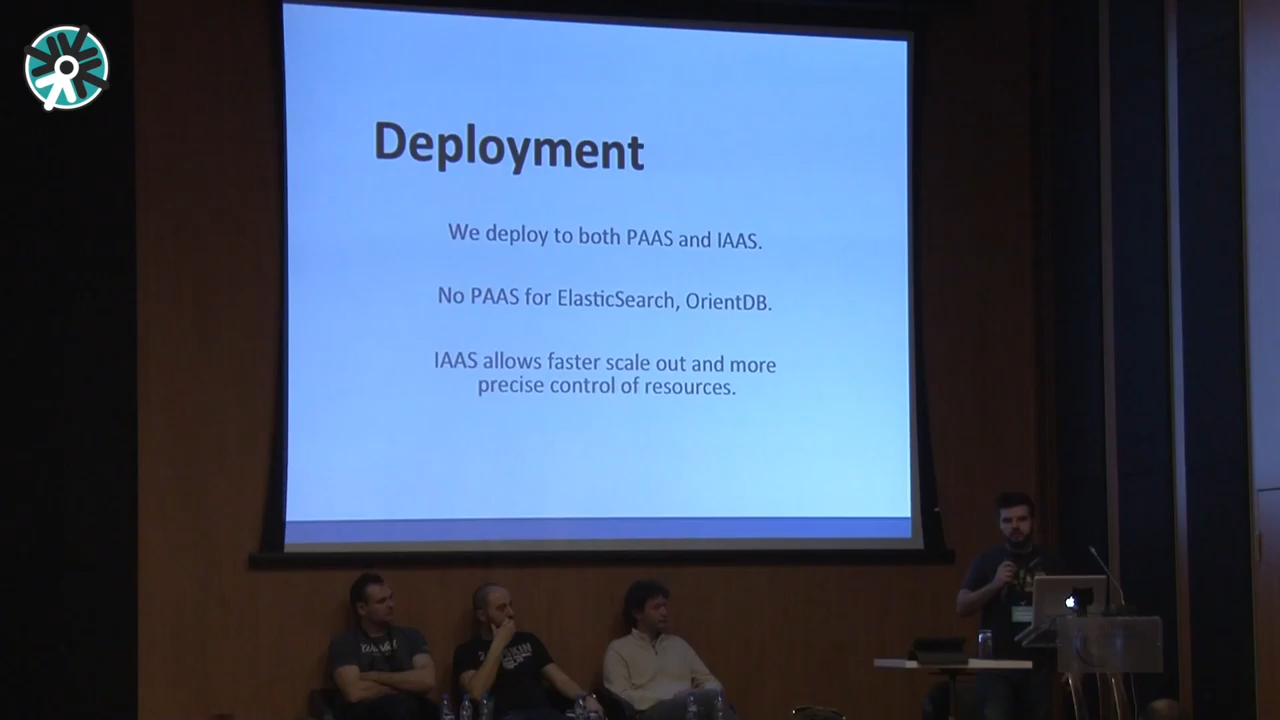 Deployment
We deploy to both PAAS and IAAS.
No PAAS for ElasticSearch, OrientDB.
IAAS allows faster scale out and more
precise control of resources.